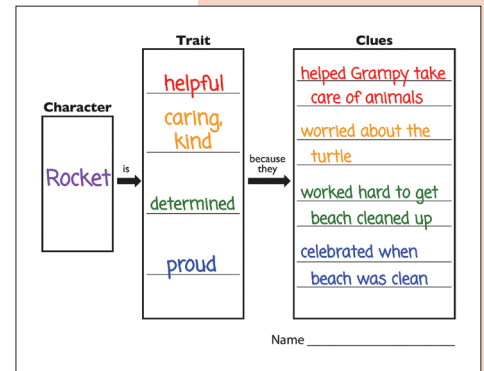 Trait
Clues
Character
Rocket
is
helpful
caring,
kind
determined
proud
because
they
helped Grampy take
care of animals
worried about the
turtle
worked hard to get
beach cleaned up
celebrated when
beach was clean
Name